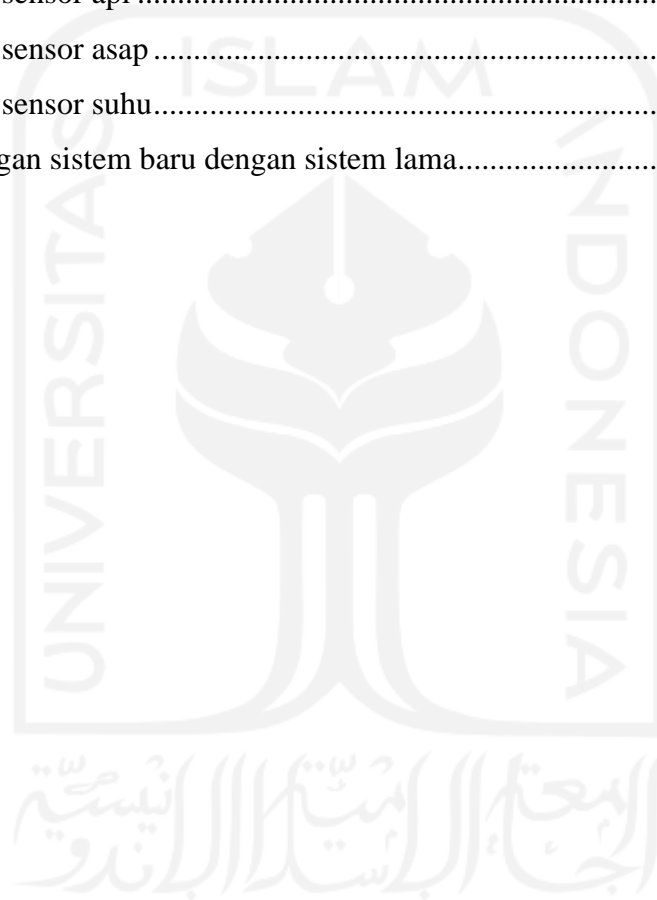 sensor api ...............................................................
sensor asap ...............................................................
sensor suhu...............................................................
gan sistem baru dengan sistem lama.........................
ISLAM
UNIVERSITAS
INDONESIA